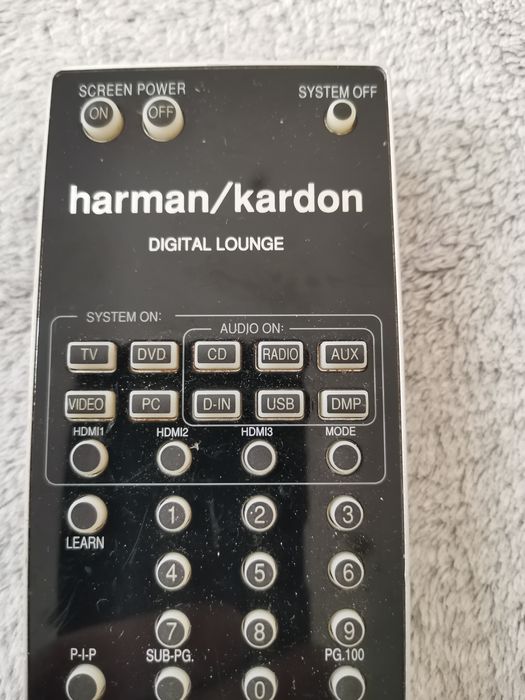 SCREEN POWER
SYSTEM OFF
ON
OFF
harman/kardon
DIGITAL LOUNGE
SYSTEM ON:
AUDIO ON:
TV
DVD
CD
RADIO
AUX
VIDEO
PC
D-IN
USB
DMP
HDMI1
HDMI2
HDMI3
MODE
1
2
3
LEARN
4
5
6
7
8
9
P-I-P
SUB-PG.
PG.100
0